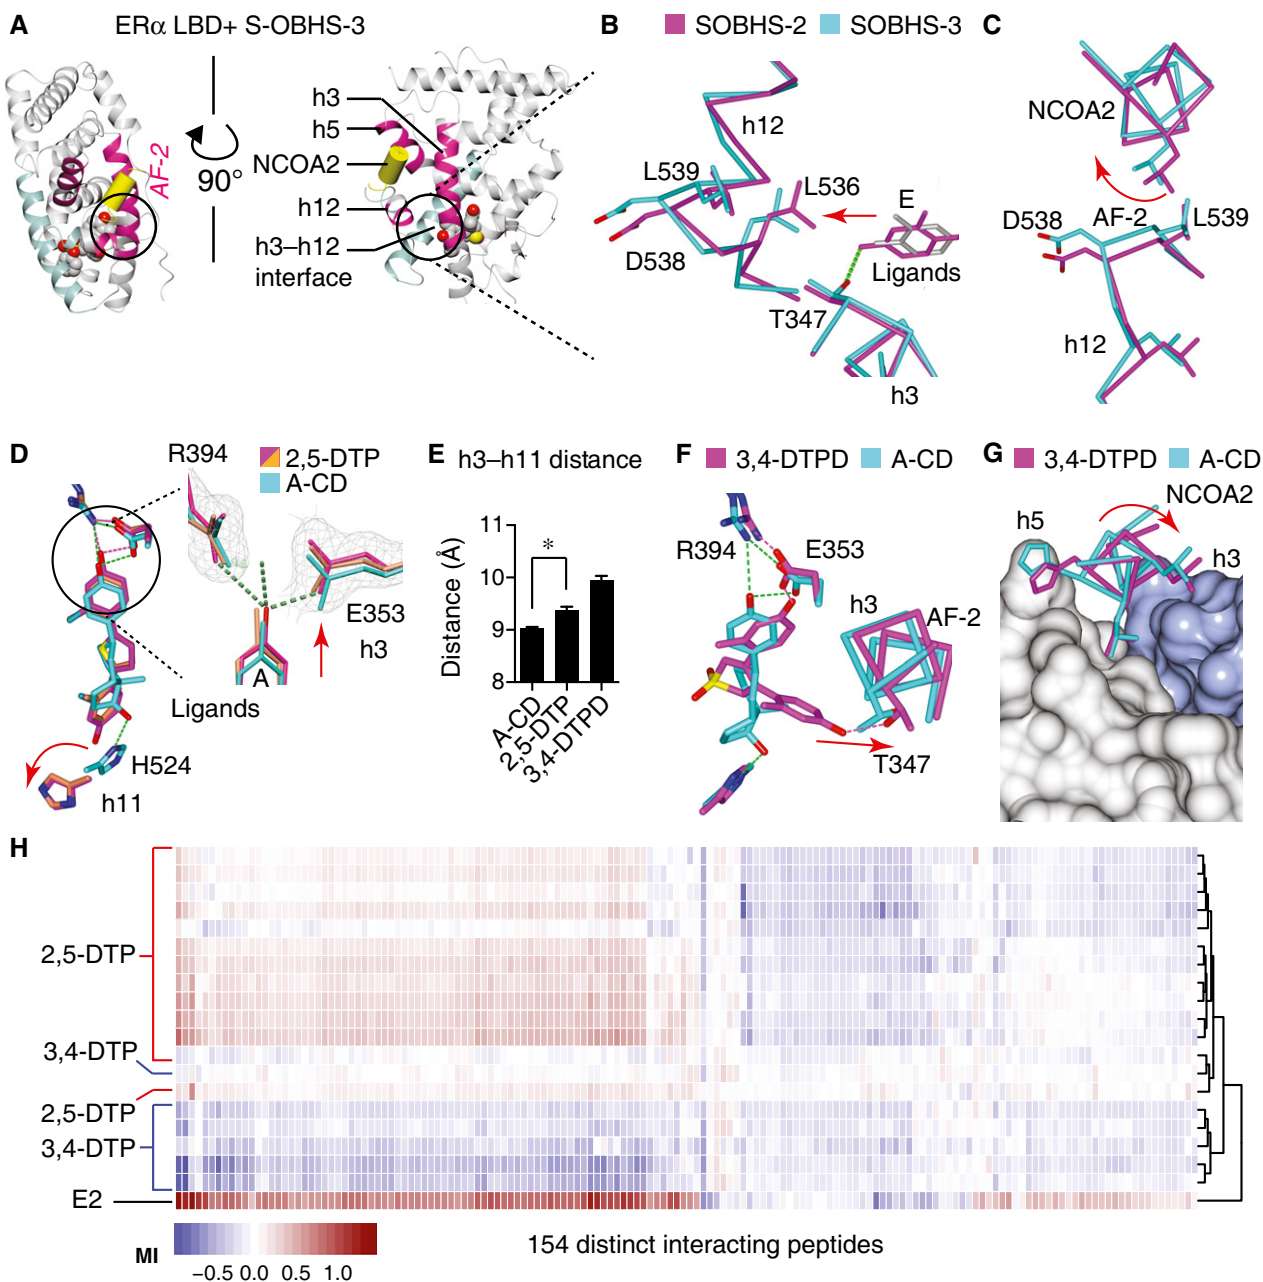 A
ERα LBD+ S-OBHS-3
AF-2
90°
h3
h5
NCOA2
h12
h3–h12
interface
B
SOBHS-2
SOBHS-3
h12
L539
L536
E
D538
Ligands
T347
h3
C
NCOA2
D538
AF-2
L539
h12
D
R394
2,5-DTP
A-CD
E353
h3
A
Ligands
H524
h11
E
h3–h11 distance
Distance (Å)
11
10
9
8
*
A-CD
2,5-DTP
3,4-DTPD
F
3,4-DTPD
A-CD
R394
E353
h3
AF-2
T347
G
3,4-DTPD
A-CD
NCOA2
h5
h3
H
2,5-DTP
3,4-DTP
2,5-DTP
3,4-DTP
E2
MI
−0.5 0.0 0.5 1.0
154 distinct interacting peptides